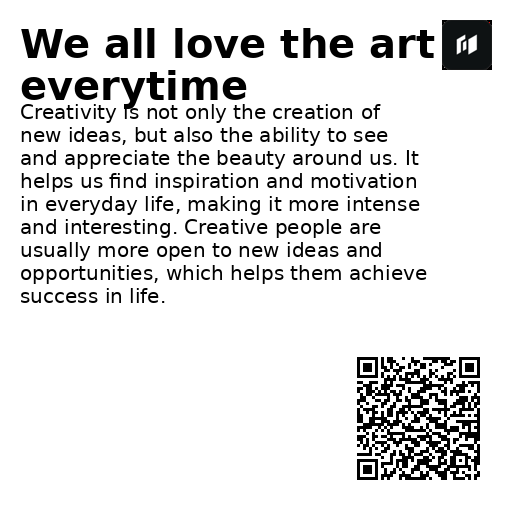 We all love the art
everytime
Creativity is not only the creation of
new ideas, but also the ability to see
and appreciate the beauty around us. It
helps us find inspiration and motivation
in everyday life, making it more intense
and interesting. Creative people are
usually more open to new ideas and
opportunities, which helps them achieve
success in life.